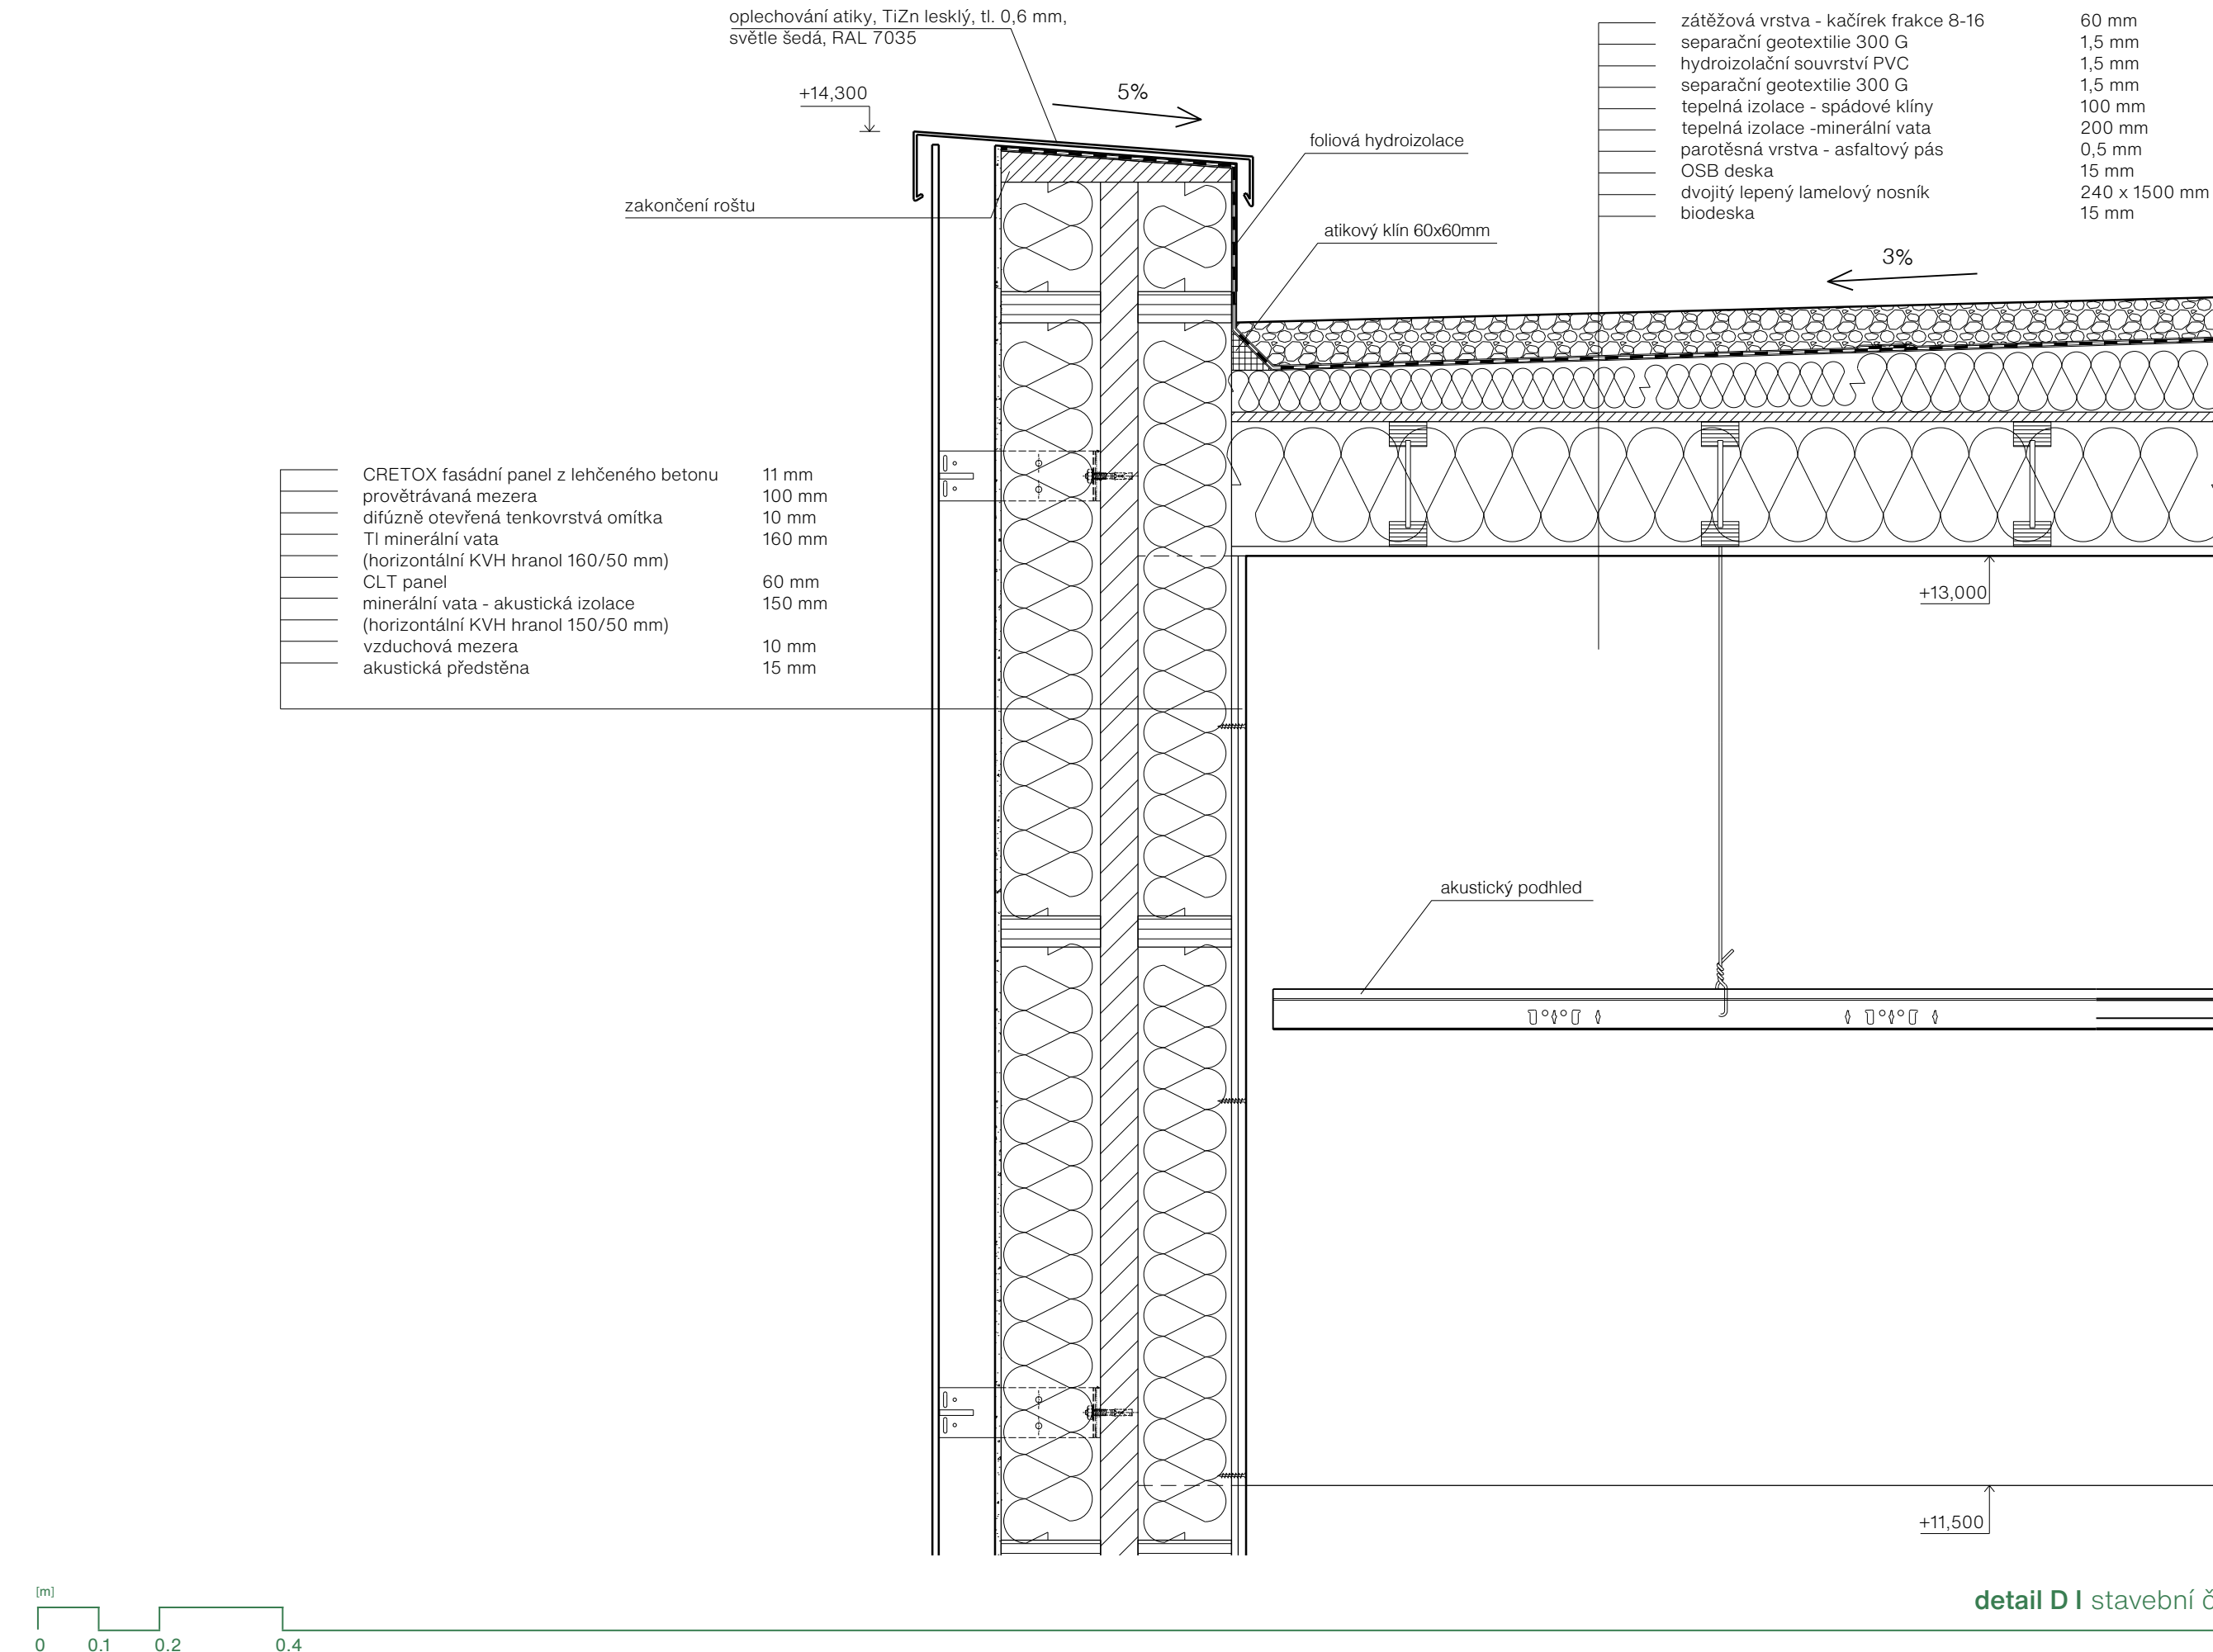 oplechování atiky, TiZn lesklý, tl. 0,6 mm,
světle šedá, RAL 7035
+14,300
5%
foliová hydroizolace
zakončení roštu
atikový klín 60x60mm
zátěžová vrstva - kačírek frakce 8-16 60 mm
separační geotextilie 300 G 1,5 mm
hydroizolační souvrství PVC 1,5 mm
separační geotextilie 300 G 1,5 mm
tepelná izolace - spádové klíny 100 mm
tepelná izolace -minerální vata 200 mm
parotěsná vrstva - asfaltový pás 0,5 mm
OSB deska 15 mm
dvojitý lepený lamelový nosník 240 x 1500 mm
biodeska 15 mm
3%
CRETOX fasádní panel z lehčeného betonu 11 mm
provětrávaná mezera 100 mm
difúzně otevřená tenkovrstvá omítka 10 mm
TI minerální vata 160 mm
(horizontální KVH hranol 160/50 mm)
CLT panel 60 mm
minerální vata - akustická izolace 150 mm
(horizontální KVH hranol 150/50 mm)
vzduchová mezera 10 mm
akustická předstěna 15 mm
+13,000
akustický podhled
+11,500
[m]
0 0.1 0.2 0.4
detail D I stavební č